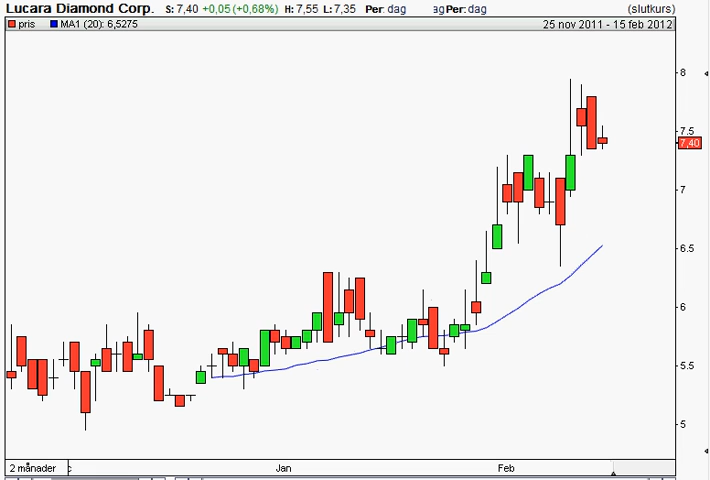 Lucara Diamond Corp. S: 7,40 +0,05 (+0,68%) H: 7,55 L: 7,35 Per: dag agPer: dag (slutkurs)
pris MA1 (20): 6,5275 25 nov 2011 - 15 feb 2012
8
7.5
7,40
7
6.5
6
5.5
5
2 månader c Jan Feb